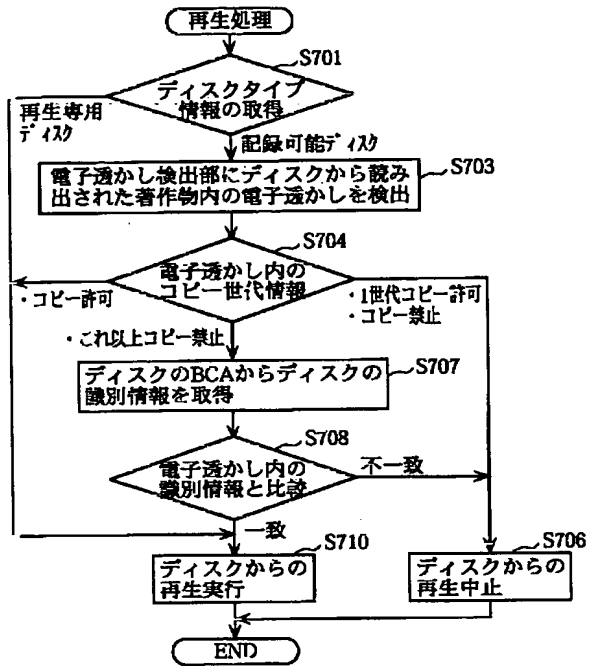 再生処理
S701
ディスクタイプ
情報の取得
再生専用
ディスク
記録可能ディスク
S703
電子透かし検出部にディスクから読み
出された著作物内の電子透かしを検出
S704
電子透かし内の
コピー世代情報
・コピー許可
・1世代コピー許可
・コピー禁止
・これ以上コピー禁止
S707
ディスクのBCAからディスクの
識別情報を取得
S708
電子透かし内の
識別情報と比較
不一致
一致
S710
ディスクからの
再生実行
S706
ディスクからの
再生中止
END